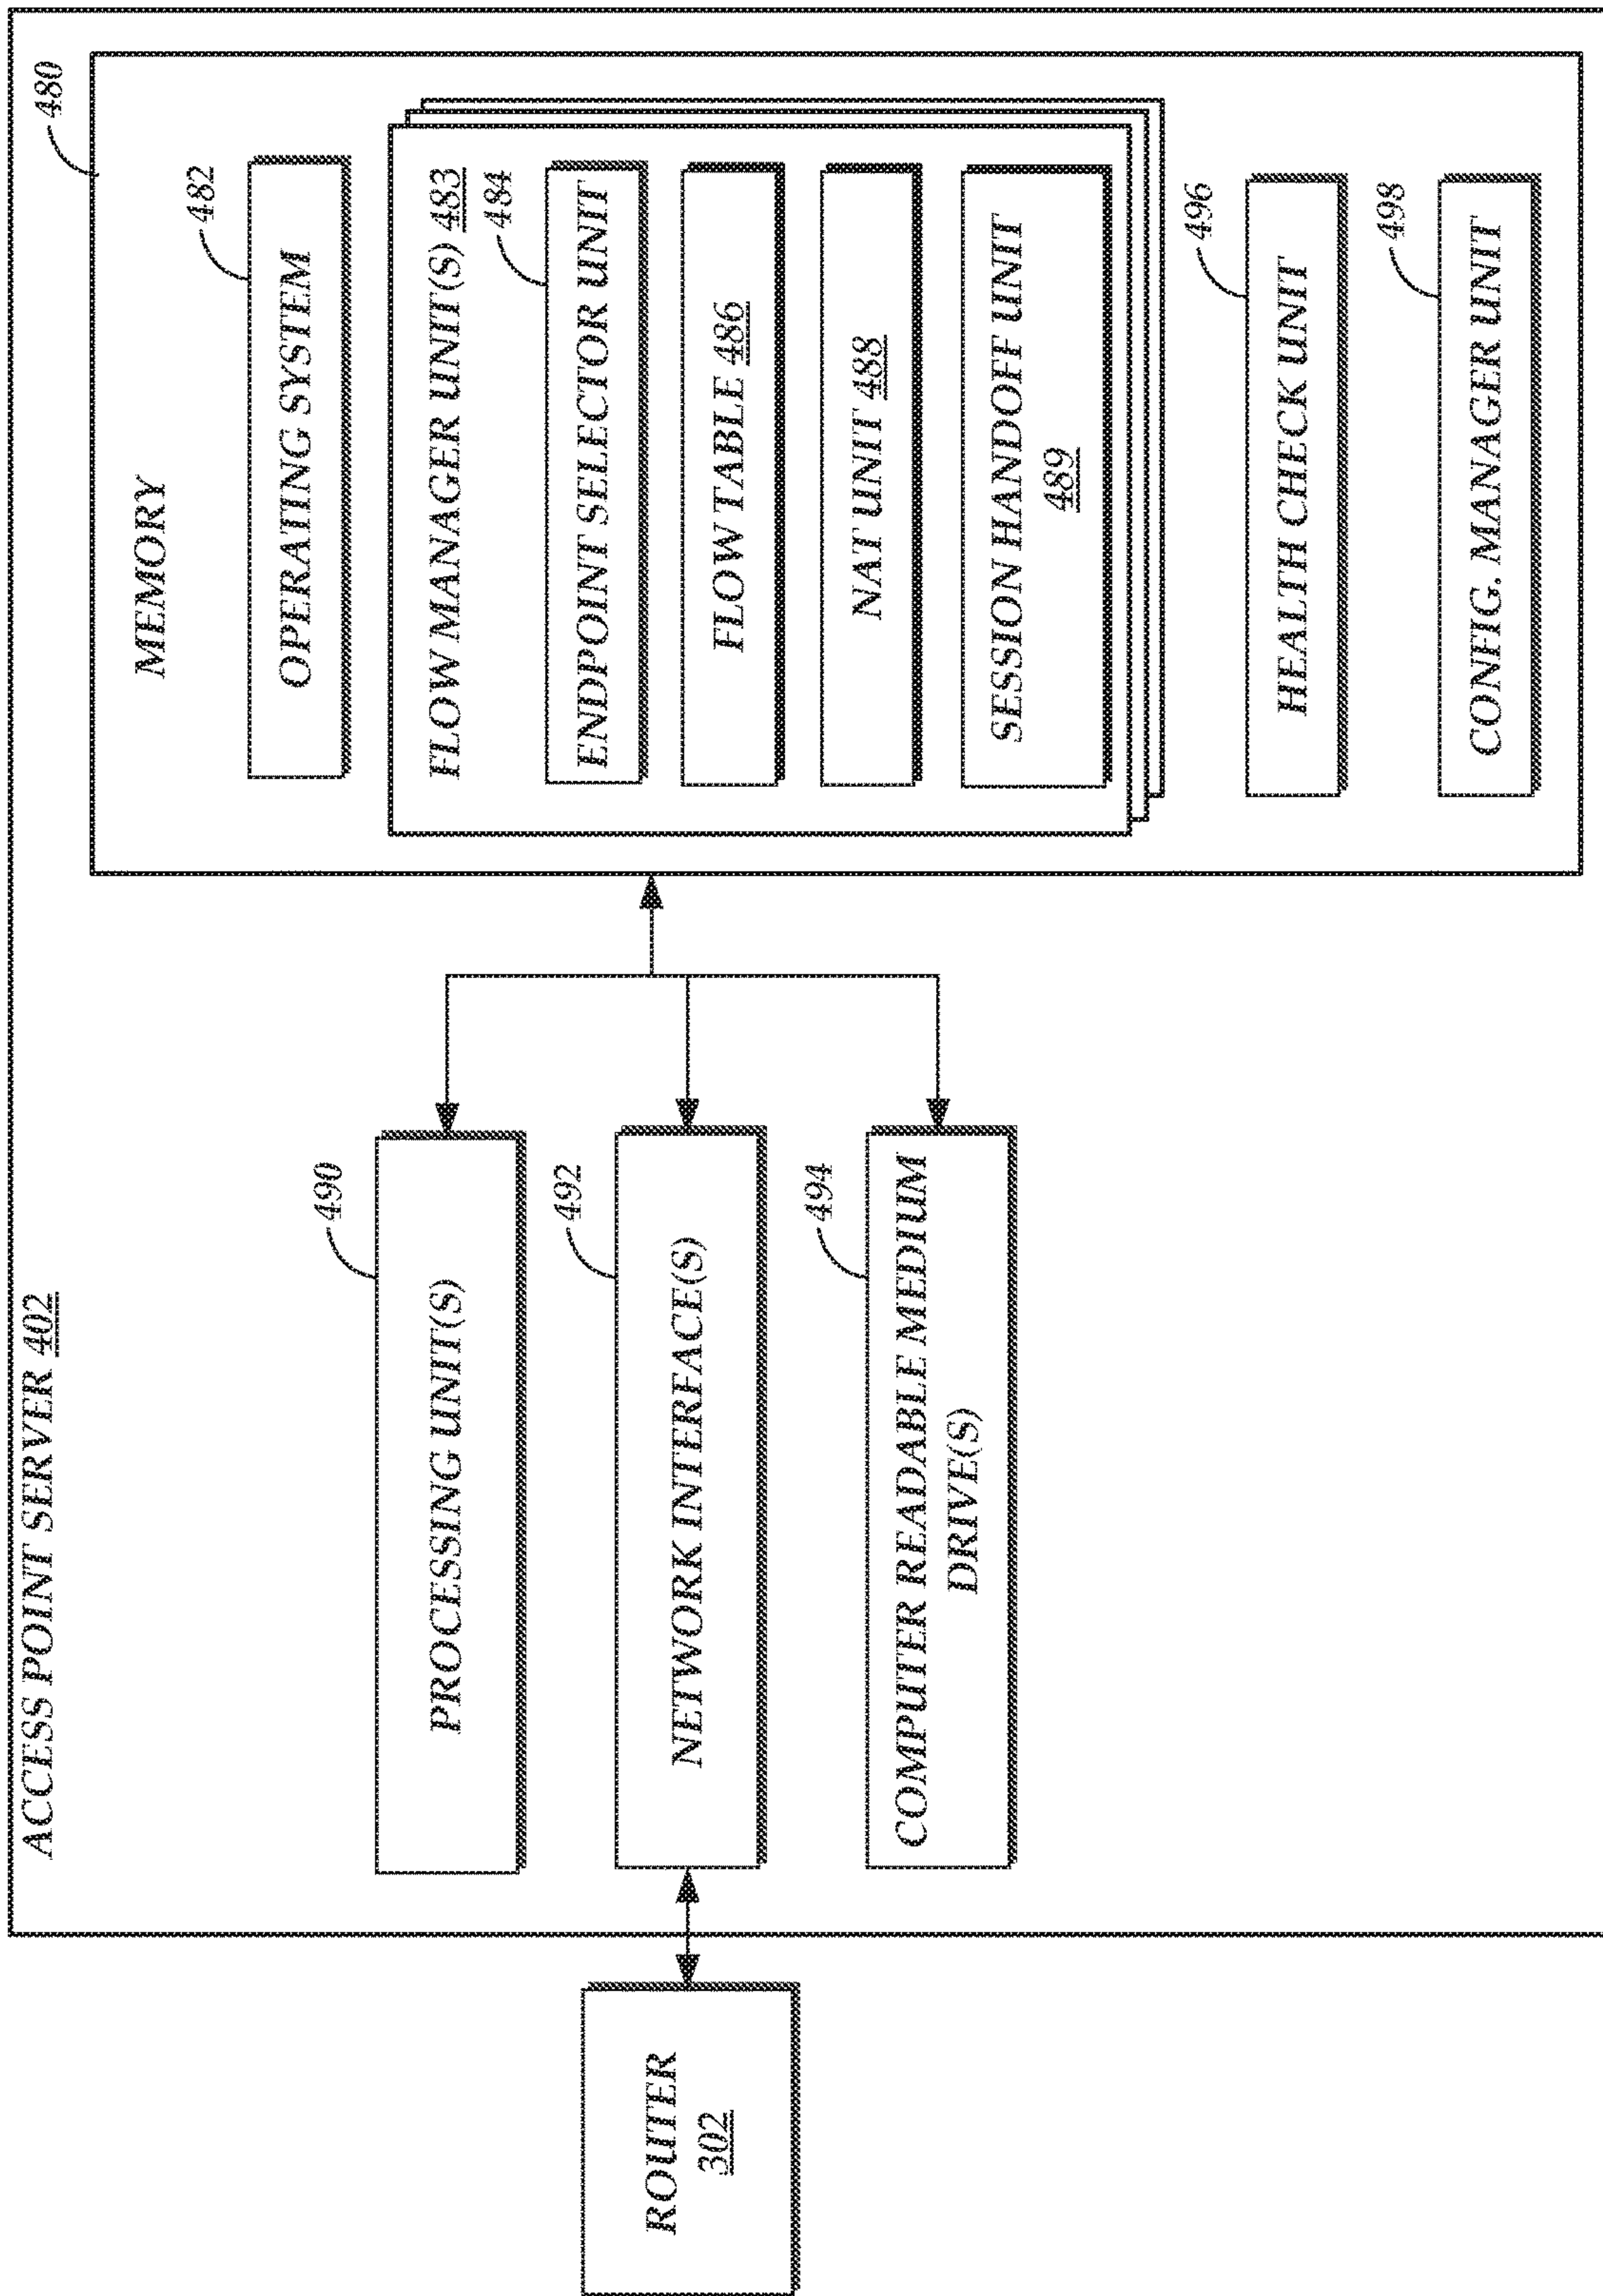 ACCESS POINT SERVER 402
ROUTER
302
490
PROCESSING UNIT(S)
492
NETWORK INTERFACE(S)
494
COMPUTER READABLE MEDIUM
DRIVE(S)
480
MEMORY
482
OPERATING SYSTEM
FLOW MANAGER UNIT(S) 483
484
ENDPOINT SELECTOR UNIT
FLOW TABLE 486
NAT UNIT 488
SESSION HANDOFF UNIT
489
496
HEALTH CHECK UNIT
498
CONFIG. MANAGER UNIT